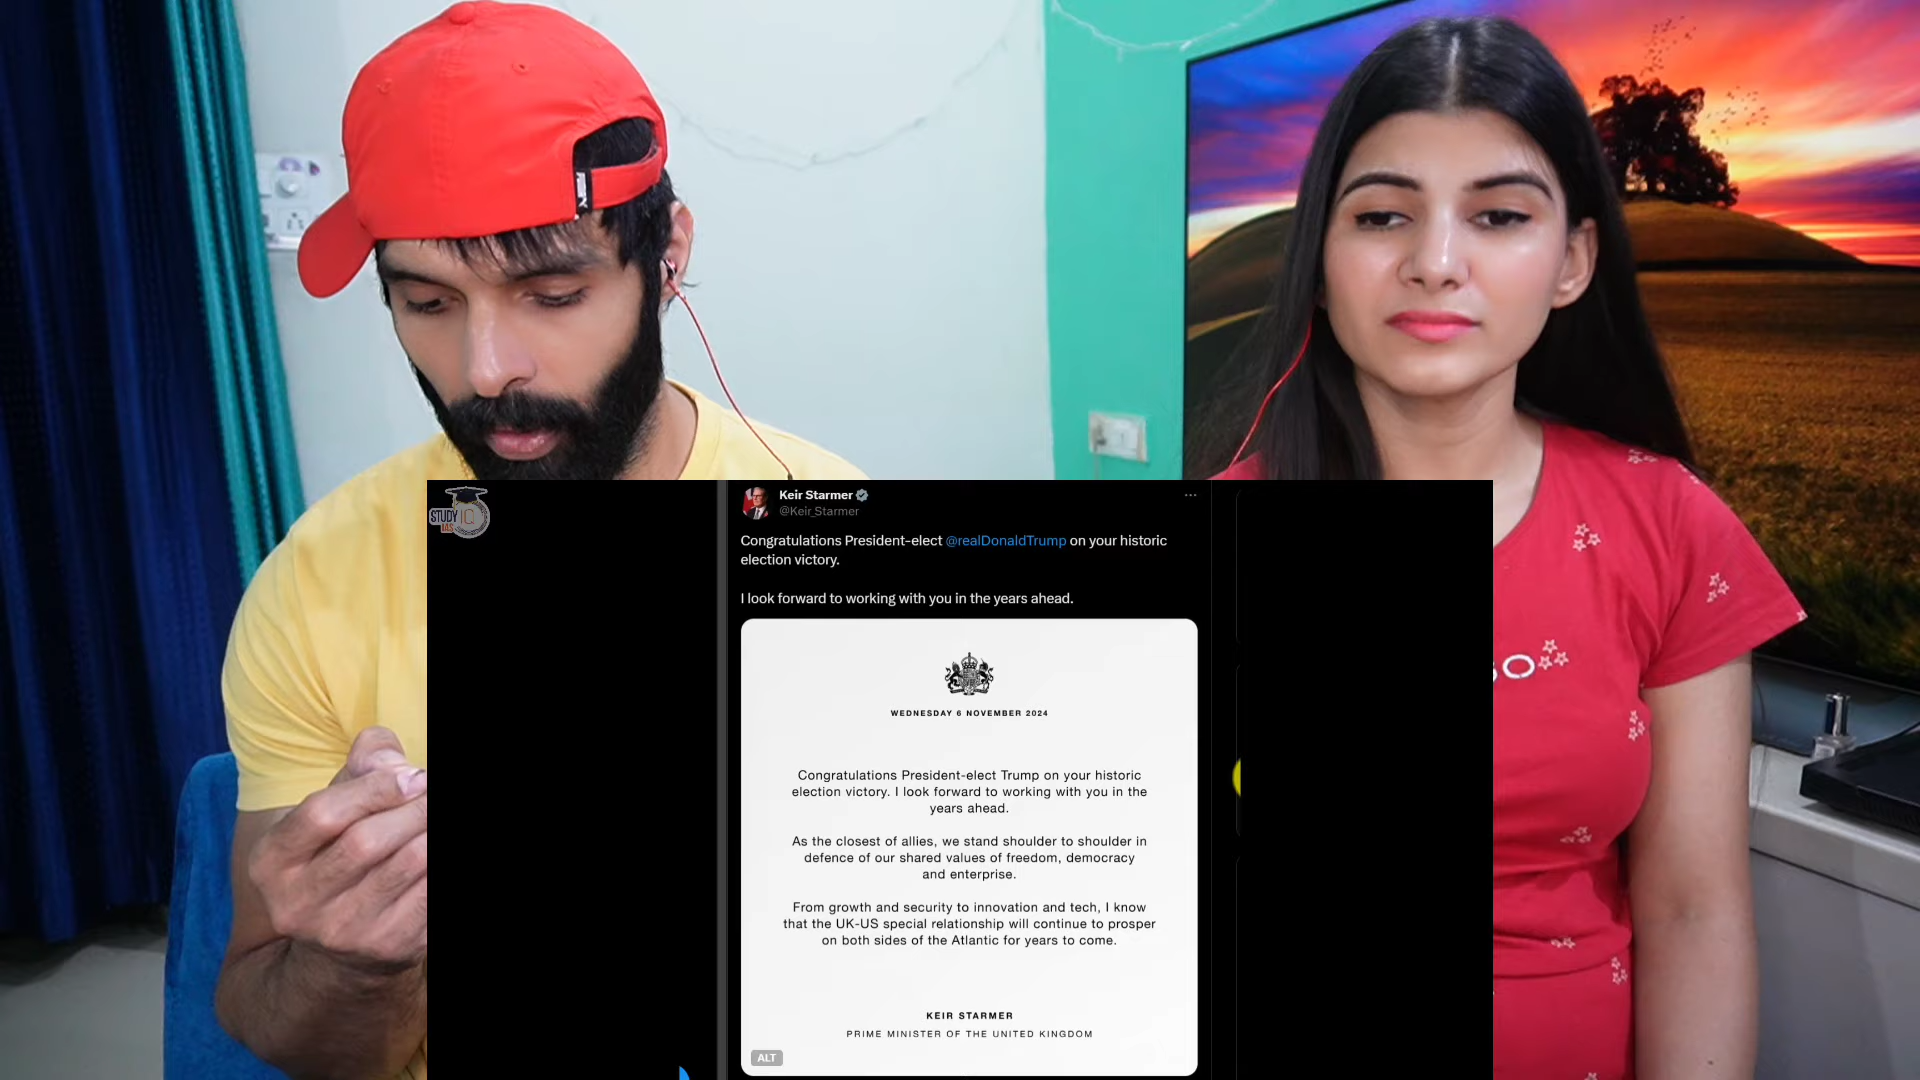 STUDY IQ
IAS
Keir Starmer
@Keir_Starmer
Congratulations President-elect @realDonaldTrump on your historic
election victory.
I look forward to working with you in the years ahead.
WEDNESDAY 6 NOVEMBER 2024
Congratulations President-elect Trump on your historic
election victory. I look forward to working with you in the
years ahead.
As the closest of allies, we stand shoulder to shoulder in
defence of our shared values of freedom, democracy
and enterprise.
From growth and security to innovation and tech, I know
that the UK-US special relationship will continue to prosper
on both sides of the Atlantic for years to come.
KEIR STARMER
PRIME MINISTER OF THE UNITED KINGDOM
ALT